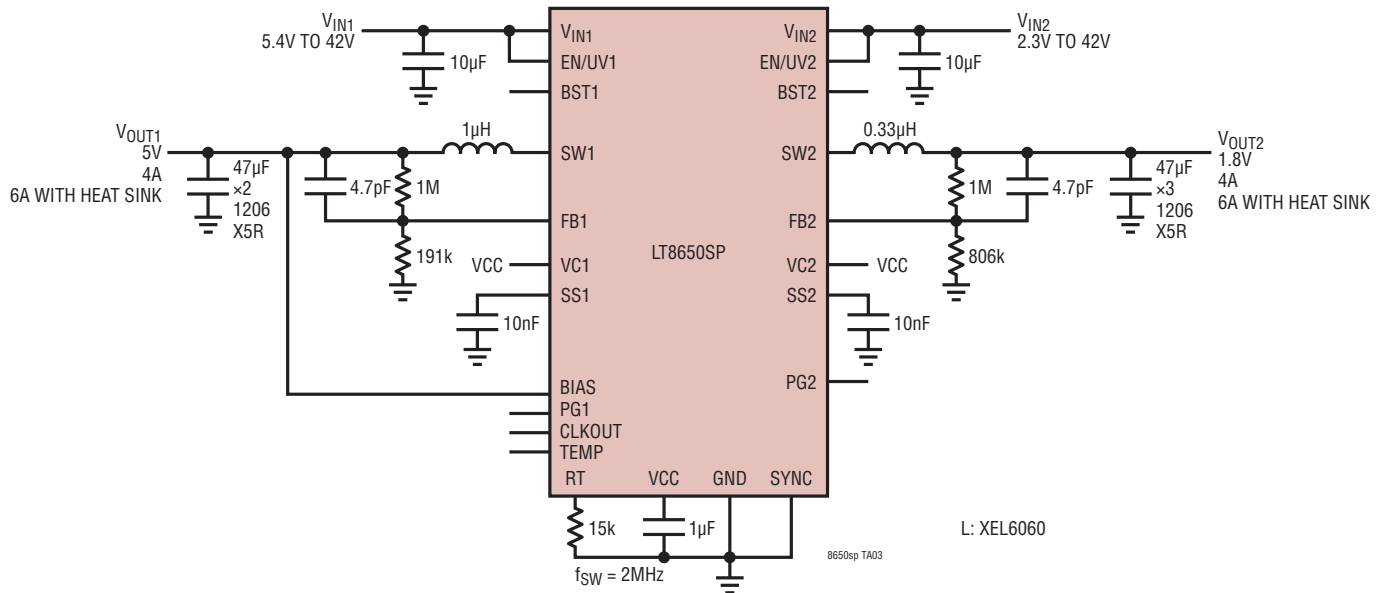 VIN1
5.4V TO 42V
10µF
VIN1
EN/UV1
BST1
SW1
FB1
VC1
SS1
BIAS
PG1
CLKOUT
TEMP
RT
VCC
GND
SYNC
LT8650SP
VIN2
EN/UV2
BST2
SW2
FB2
VC2
SS2
PG2
VIN2
2.3V TO 42V
10µF
VOUT1
5V
4A
6A WITH HEAT SINK
47µF
×2
1206
X5R
4.7pF
1M
1µH
191k
VCC
10nF
0.33µH
1M
4.7pF
47µF
×3
1206
X5R
VOUT2
1.8V
4A
6A WITH HEAT SINK
806k
VCC
10nF
15k
1µF
fSW = 2MHz
L: XEL6060
8650sp TA03